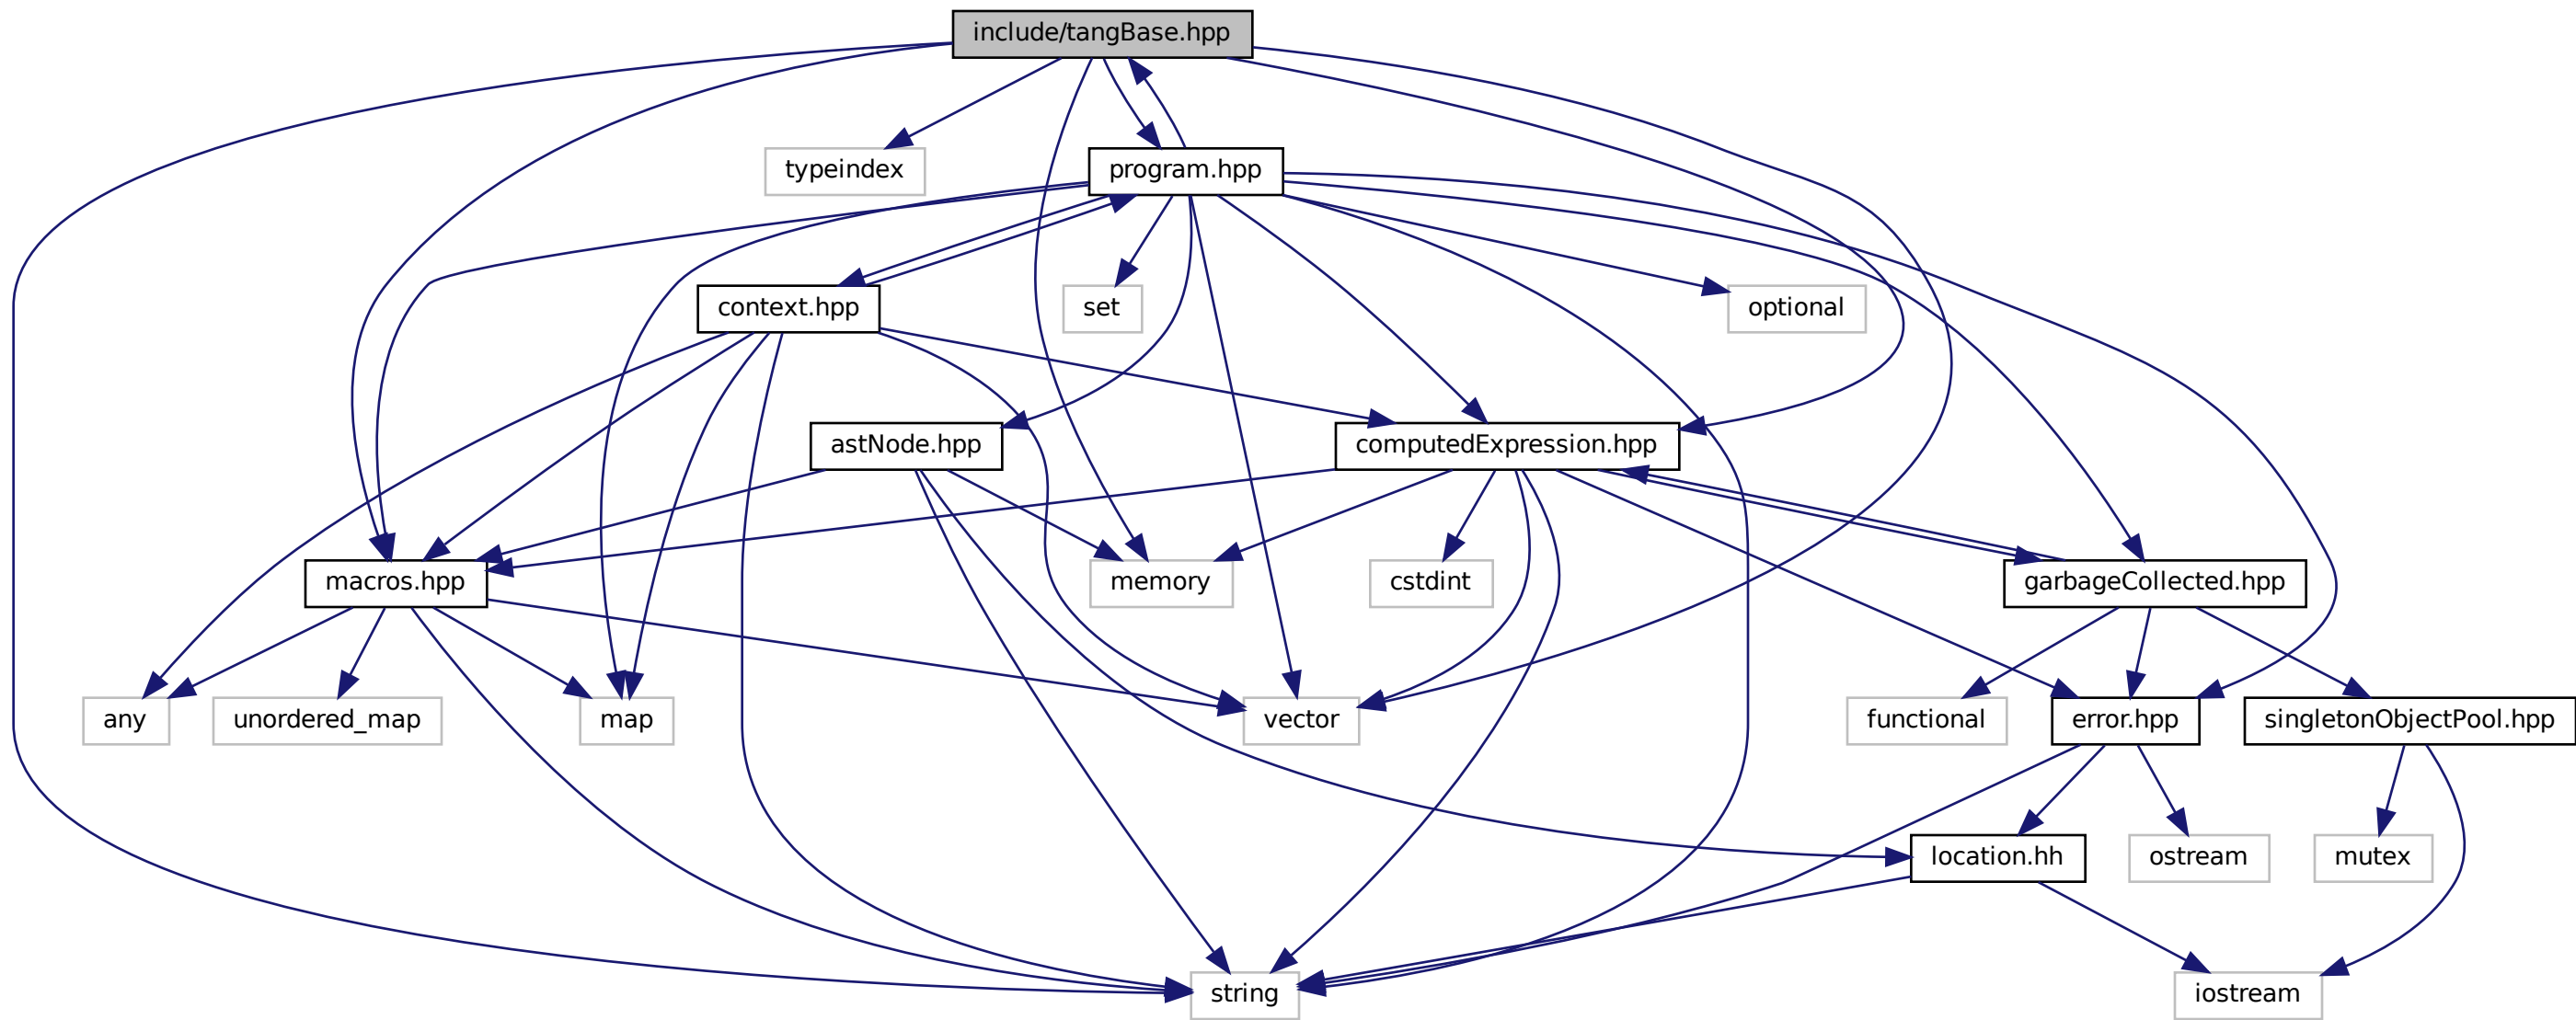 include/tangBase.hpp
typeindex
program.hpp
context.hpp
set
optional
astNode.hpp
computedExpression.hpp
macros.hpp
memory
cstdint
garbageCollected.hpp
any
unordered_map
map
vector
functional
error.hpp
singletonObjectPool.hpp
location.hh
ostream
mutex
string
iostream